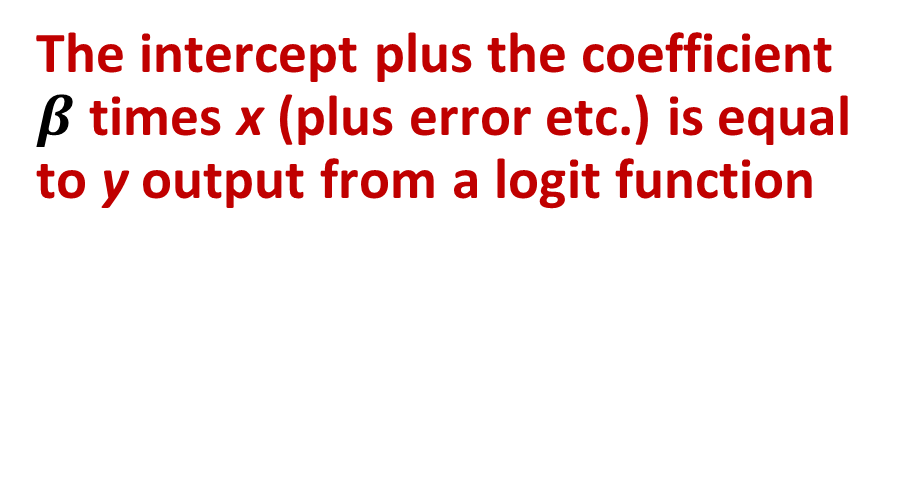 The intercept plus the coefficient
β times x (plus error etc.) is equal
to y output from a logit function